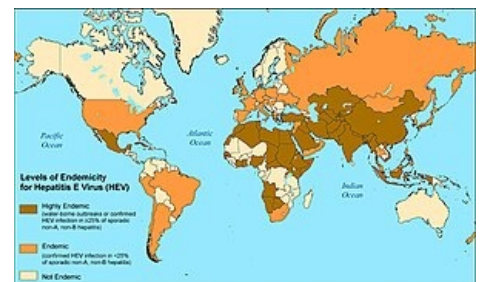 Pacific
Ocean
Atlantic
Ocean
Indian
Ocean
Levels of Endemicity
for Hepatitis E Virus (HEV)
Highly Endemic
(water-borne outbreaks or confirmed
HEV infection in ≥25% of sporadic
non-A, non-B hepatitis)
Endemic
(confirmed HEV infection in <25%
of sporadic non-A, non-B hepatitis)
Not Endemic